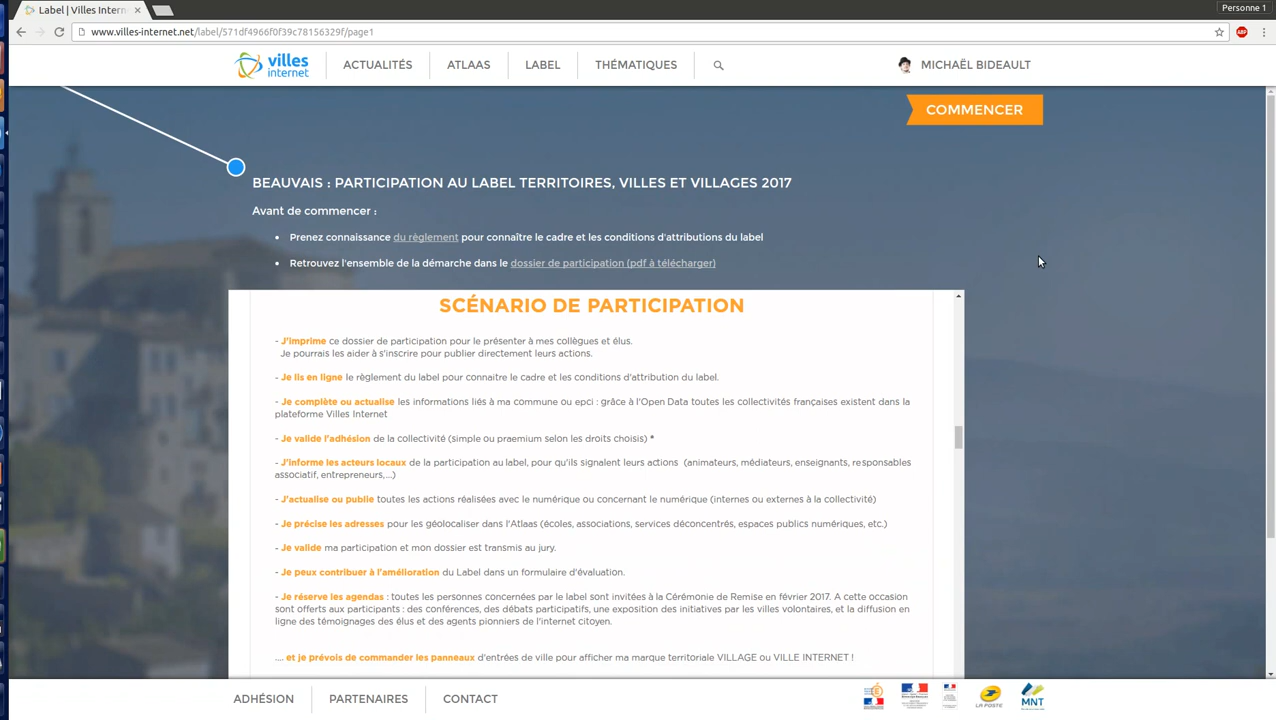 Label | Villes Intern
Personne 1
www.villes-internet.net/label/571df4966f0f39c78156329f/page1
ABP
villes
internet
ACTUALITÉS
ATLAAS
LABEL
THÉMATIQUES
MICHAËL BIDEAULT
COMMENCER
BEAUVAIS : PARTICIPATION AU LABEL TERRITOIRES, VILLES ET VILLAGES 2017
Avant de commencer :
• Prenez connaissance du règlement pour connaître le cadre et les conditions d'attributions du label
• Retrouvez l'ensemble de la démarche dans le dossier de participation (pdf à télécharger)
SCÉNARIO DE PARTICIPATION
- J'imprime ce dossier de participation pour le présenter à mes collègues et élus.
Je pourrais les aider à s'inscrire pour publier directement leurs actions.
- Je lis en ligne le règlement du label pour connaitre le cadre et les conditions d'attribution du label.
- Je complète ou actualise les informations liés à ma commune ou epci : grâce à l'Open Data toutes les collectivités françaises existent dans la
plateforme Villes Internet
- Je valide l'adhésion de la collectivité (simple ou praemium selon les droits choisis) *
- J'informe les acteurs locaux de la participation au label, pour qu'ils signalent leurs actions (animateurs, médiateurs, enseignants, responsables
associatif, entrepreneurs,...)
- J'actualise ou publie toutes les actions réalisées avec le numérique ou concernant le numérique (internes ou externes à la collectivité)
- Je précise les adresses pour les géolocaliser dans l'Atlaas (écoles, associations, services déconcentrés, espaces publics numériques, etc.)
- Je valide ma participation et mon dossier est transmis au jury.
- Je peux contribuer à l'amélioration du Label dans un formulaire d'évaluation.
- Je réserve les agendas : toutes les personnes concernées par le label sont invitées à la Cérémonie de Remise en février 2017. A cette occasion
sont offerts aux participants : des conférences, des débats participatifs, une exposition des initiatives par les villes volontaires, et la diffusion en
ligne des témoignages des élus et des agents pionniers de l'internet citoyen.
.... et je prévois de commander les panneaux d'entrées de ville pour afficher ma marque territoriale VILLAGE ou VILLE INTERNET !
ADHÉSION
PARTENAIRES
CONTACT
LA POSTE
MNT